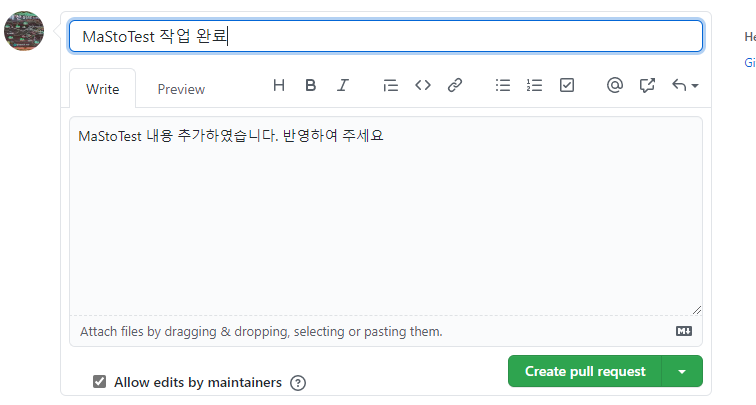 MaStoTest 작업 완료
He
Write
Preview
H B I
@
Gi
MaStoTest 내용 추가하였습니다. 반영하여 주세요
Attach files by dragging & dropping, selecting or pasting them.
Allow edits by maintainers
Create pull request